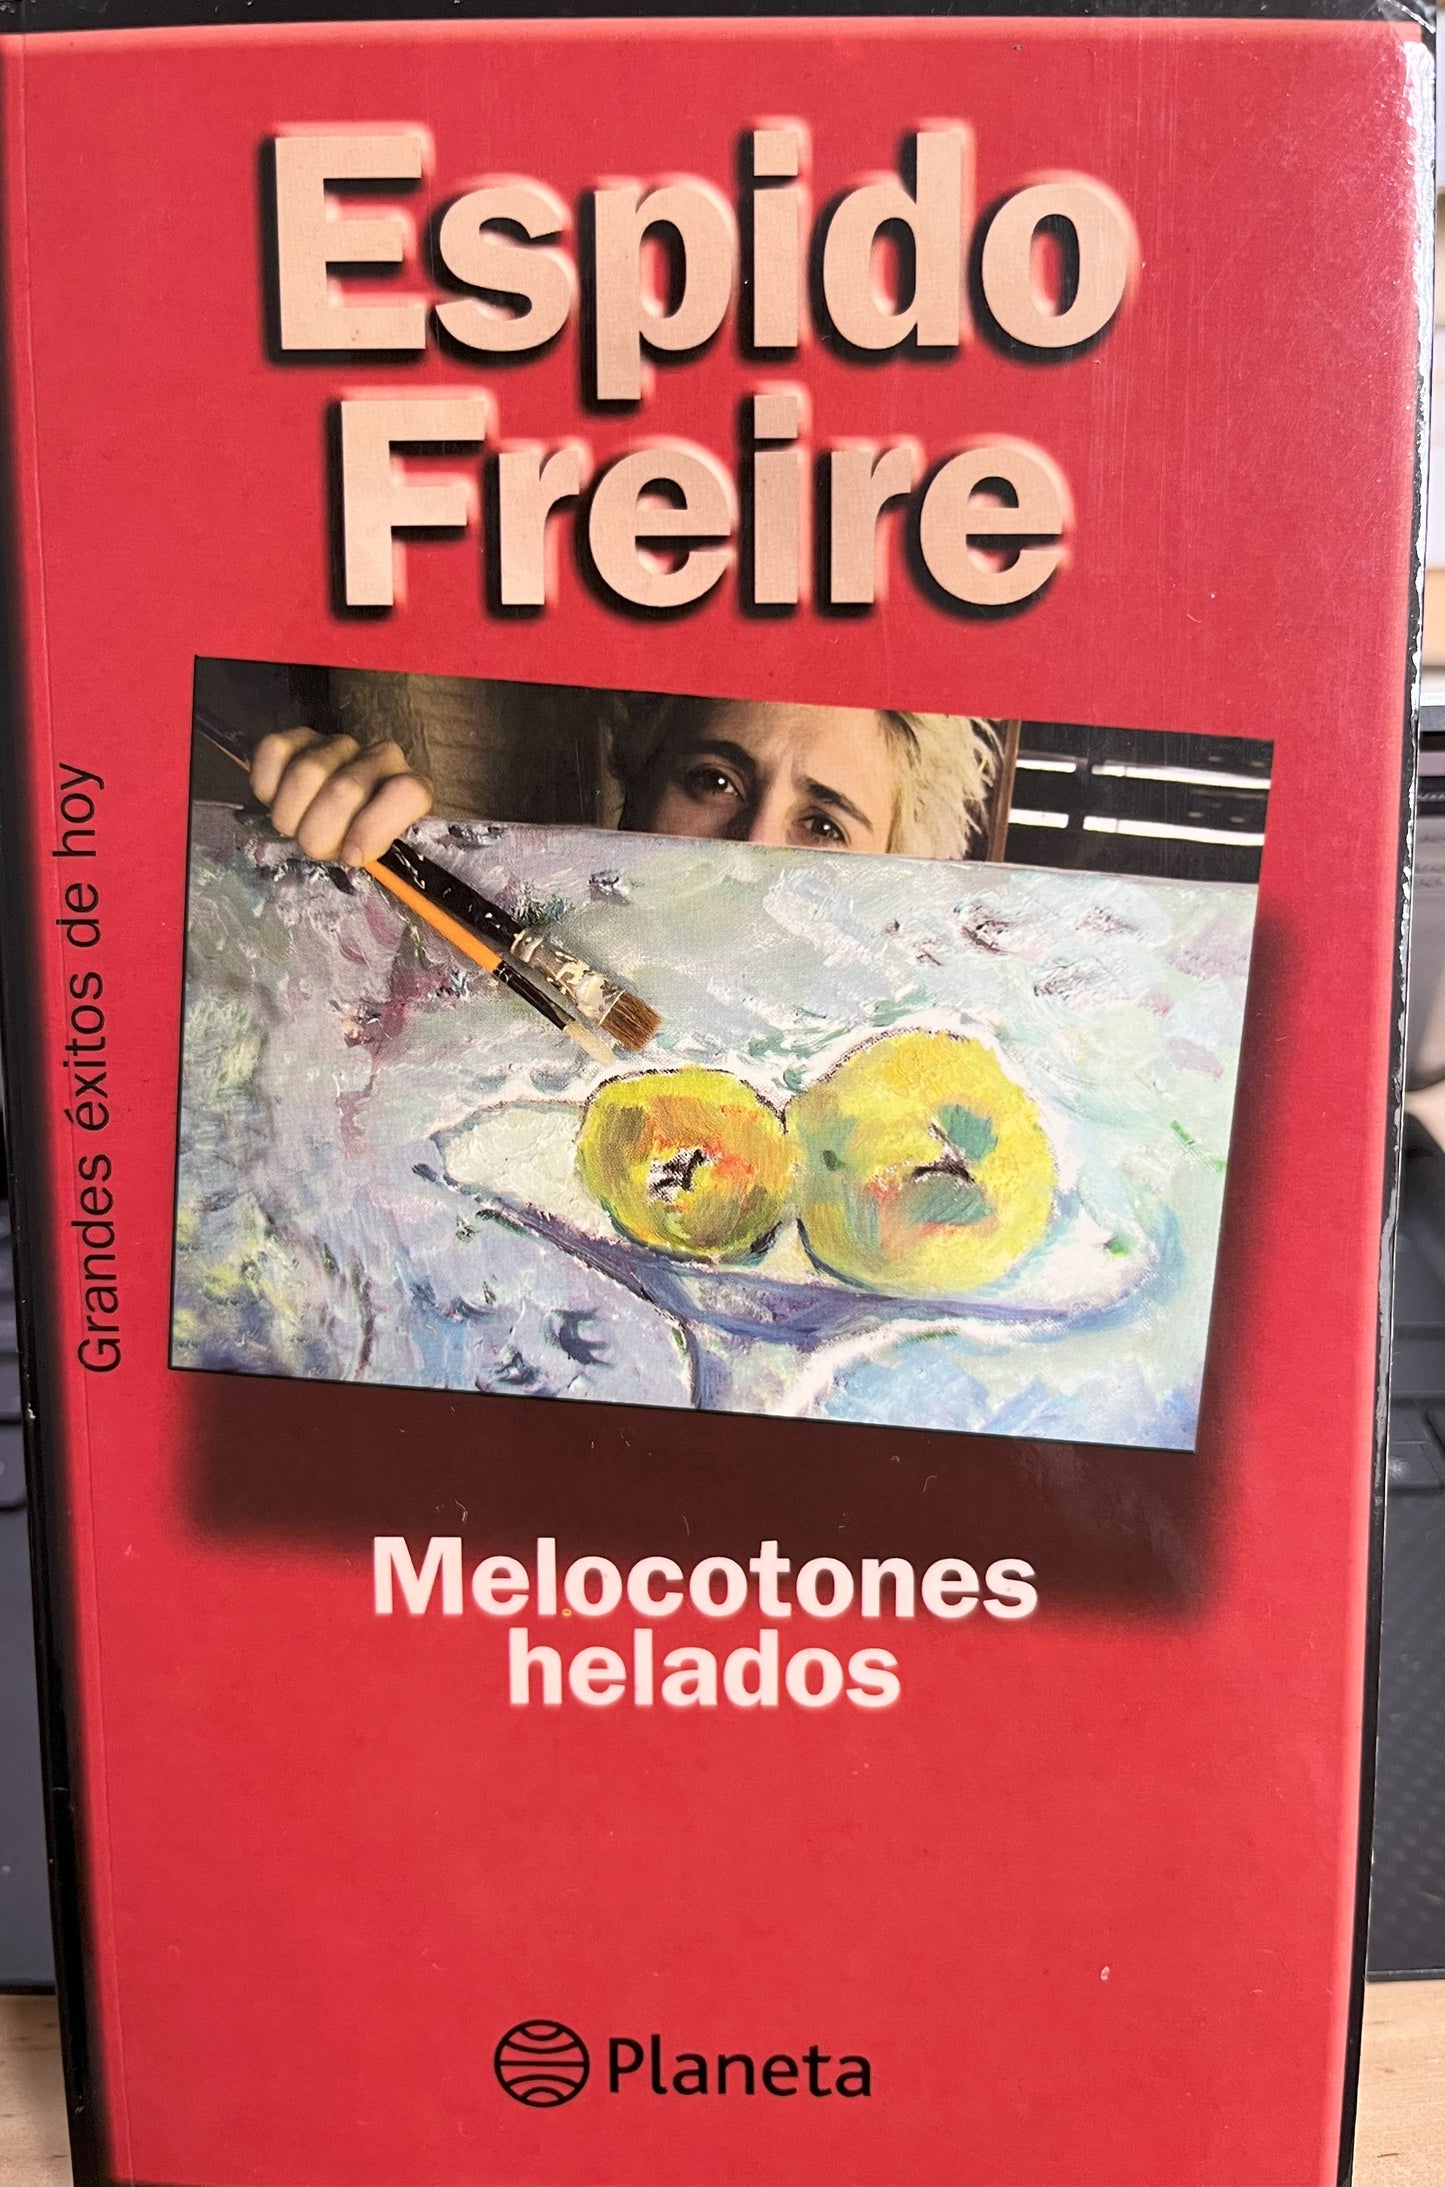 Espido
Freire
Grandes éxitos de hoy
Melocotones
helados
Planeta